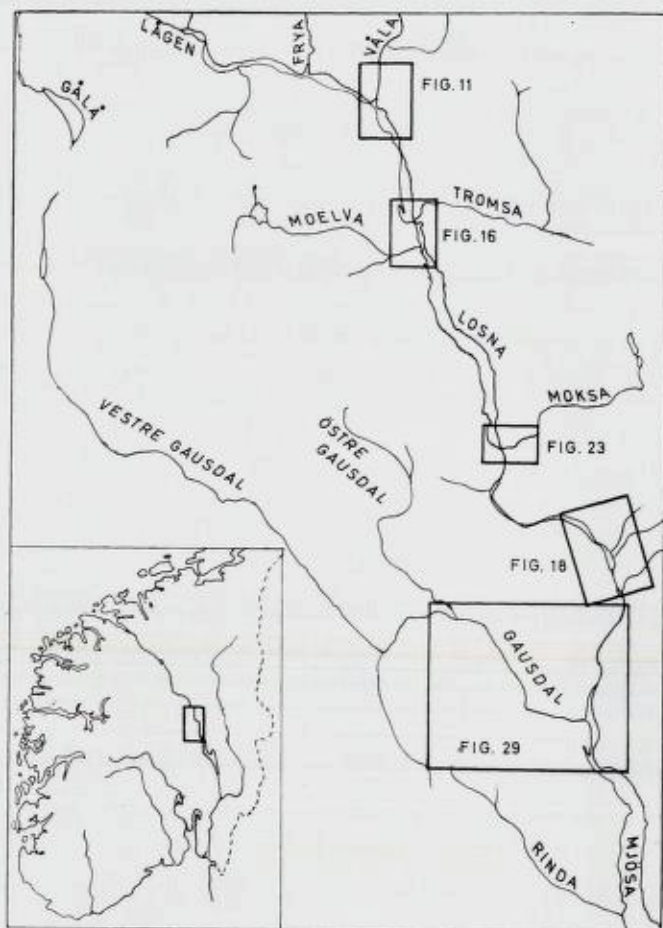 LÅGEN
FRYA
VÅLA
GÅLÅ
FIG. 11
MOELVA
TROMSA
FIG. 16
LOSNA
MOKSA
VESTRE GAUSDAL
ÖSTRE
GAUSDAL
FIG. 23
FIG. 18
GAUSDAL
FIG. 29
RINDA
MJÖSA